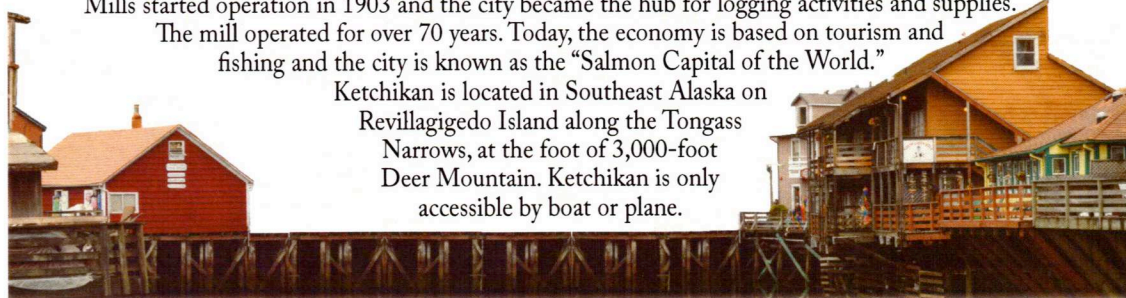 Mills started operation in 1903 and the city became the hub for logging activities and supplies.
The mill operated for over 70 years. Today, the economy is based on tourism and
fishing and the city is known as the “Salmon Capital of the World.”
Ketchikan is located in Southeast Alaska on
Revillagigedo Island along the Tongass
Narrows, at the foot of 3,000-foot
Deer Mountain. Ketchikan is only
accessible by boat or plane.